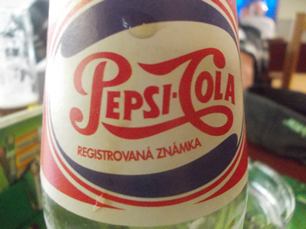 PEPSI-COLA
REGISTROVANÁ ZNÁMKA